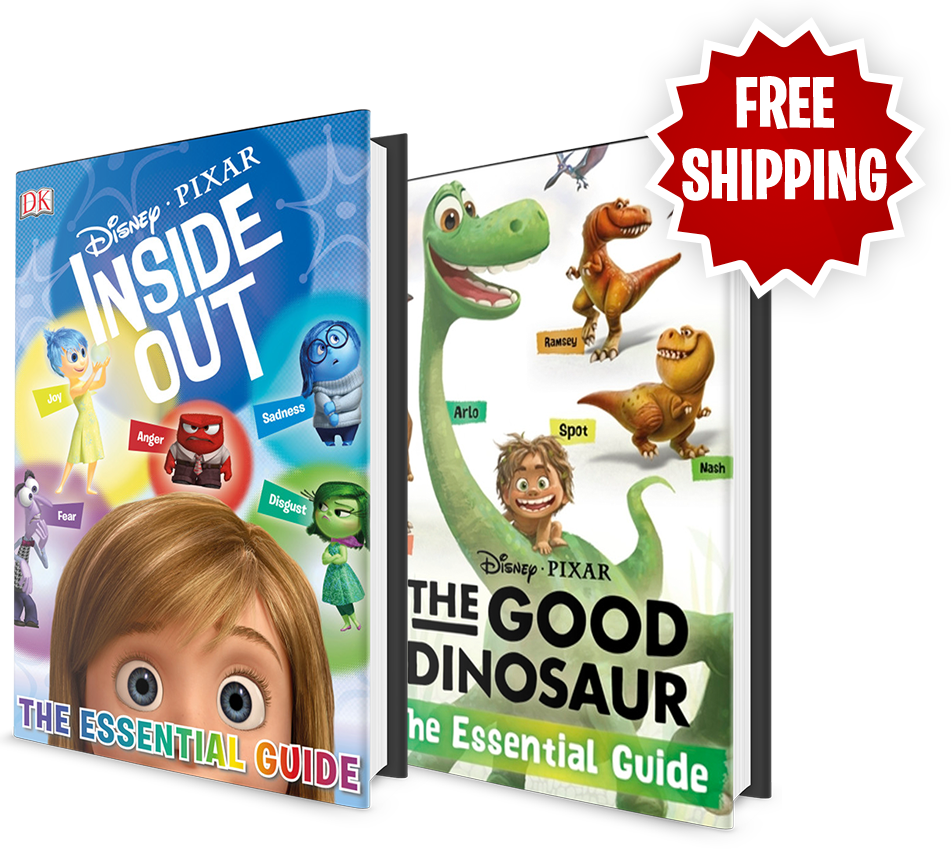 DK
Disney · PIXAR
INSIDE
OUT
Joy
Sadness
Anger
Disgust
Fear
THE ESSENTIAL GUIDE
FREE
SHIPPING
Ramsey
Arlo
Spot
Nash
Disney · PIXAR
THE GOOD
DINOSAUR
he Essential Guide